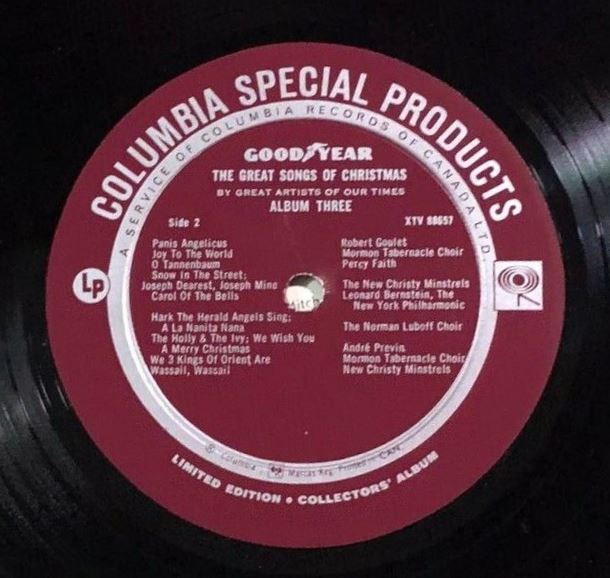 COLUMBIA SPECIAL PRODUCTS
A SERVICE OF COLUMBIA RECORDS OF CANADA LTD.
GOODYEAR
THE GREAT SONGS OF CHRISTMAS
BY GREAT ARTISTS OF OUR TIMES
ALBUM THREE
Side 2 XTV 88657
Panis Angelicus Robert Goulet
Joy To The World Mormon Tabernacle Choir
O Tannenbaum Percy Faith
Snow In The Street;
Joseph Dearest, Joseph Mine The New Christy Minstrels
Carol Of The Bells Leonard Bernstein, The
New York Philharmonic
Hark The Herald Angels Sing;
A La Nanita Nana The Norman Luboff Choir
The Holly & The Ivy; We Wish You
A Merry Christmas André Previn
We 3 Kings Of Orient Are Mormon Tabernacle Choir
Wassail, Wassail New Christy Minstrels
LP
Columbia Marcas Reg. Printed CAN.
LIMITED EDITION • COLLECTORS' ALBUM